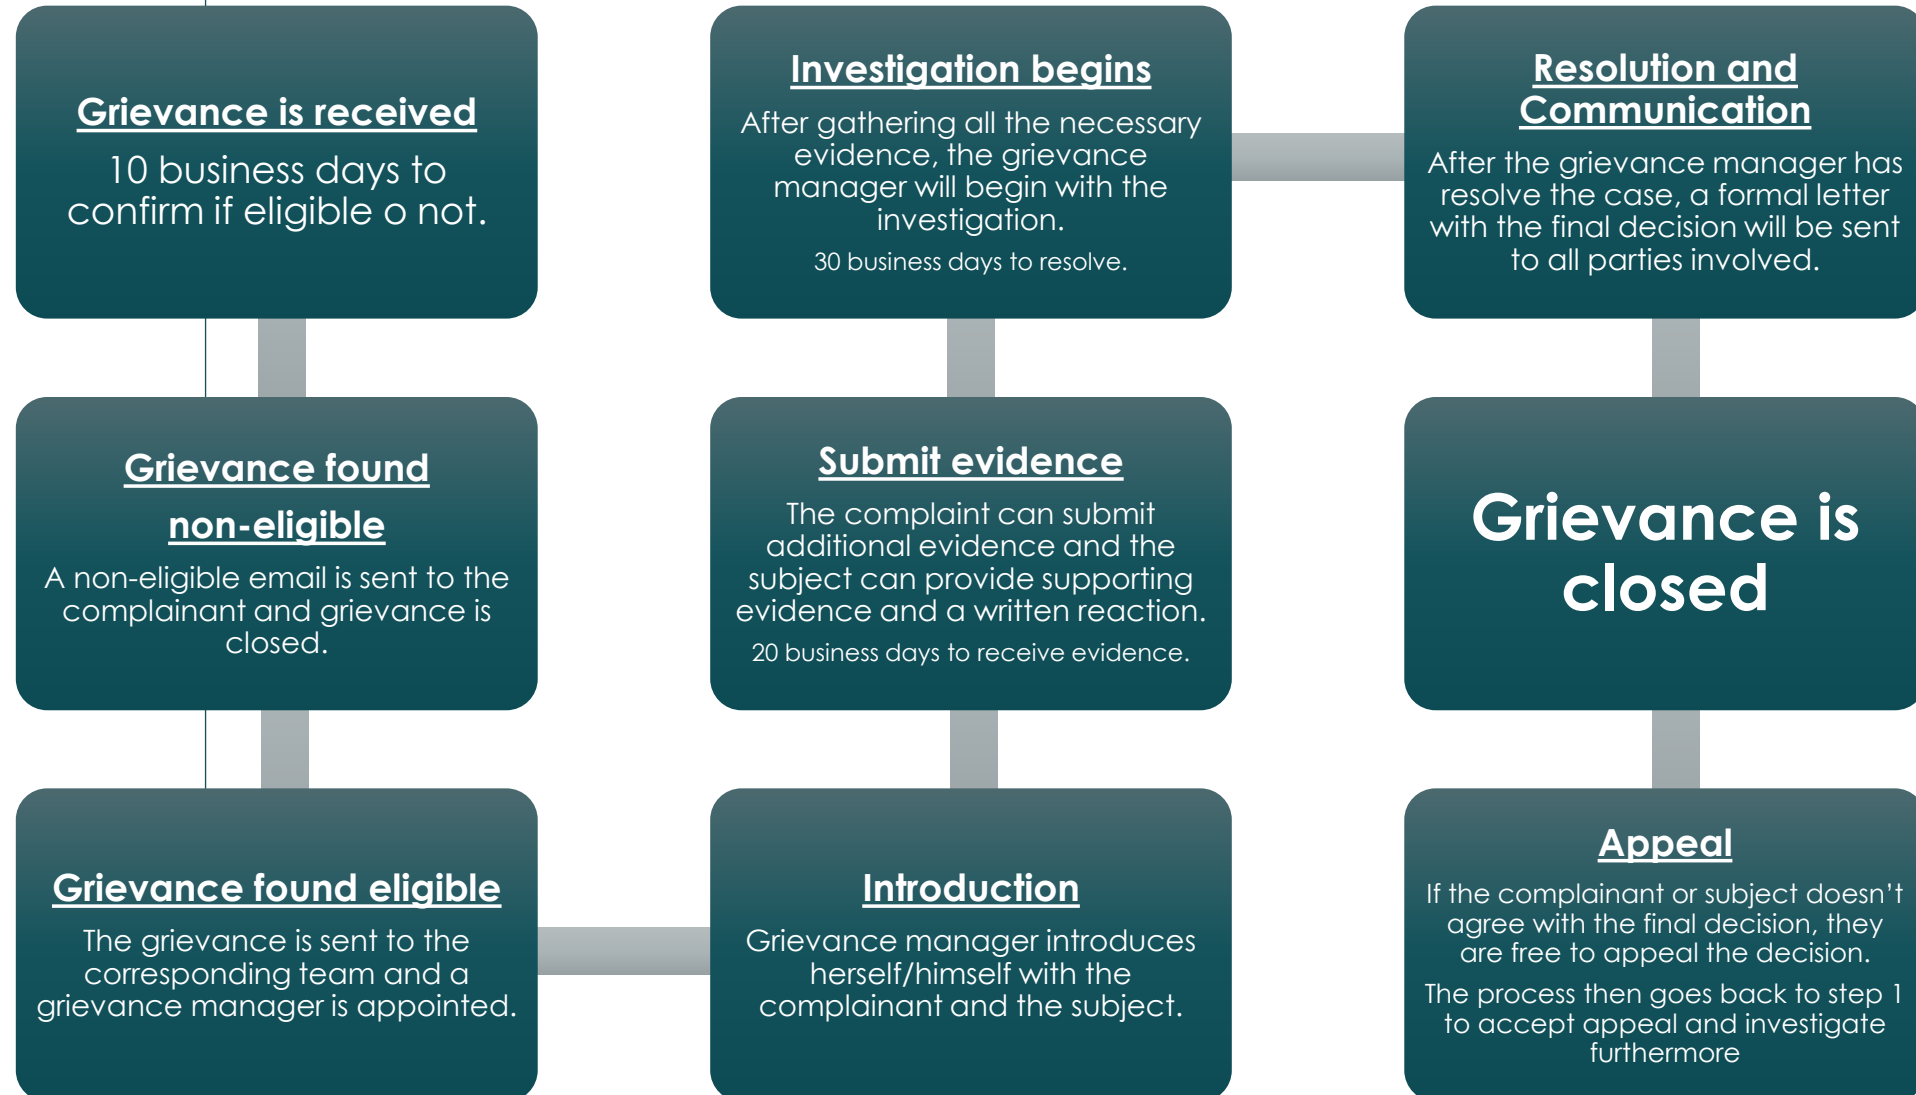 Grievance is received
10 business days to
confirm if eligible o not.
Grievance found
non-eligible
A non-eligible email is sent to the
complainant and grievance is
closed.
Grievance found eligible
The grievance is sent to the
corresponding team and a
grievance manager is appointed.
Introduction
Grievance manager introduces
herself/himself with the
complainant and the subject.
Submit evidence
The complaint can submit
additional evidence and the
subject can provide supporting
evidence and a written reaction.
20 business days to receive evidence.
Investigation begins
After gathering all the necessary
evidence, the grievance
manager will begin with the
investigation.
30 business days to resolve.
Resolution and
Communication
After the grievance manager has
resolve the case, a formal letter
with the final decision will be sent
to all parties involved.
Grievance is
closed
Appeal
If the complainant or subject doesn't
agree with the final decision, they
are free to appeal the decision.
The process then goes back to step 1
to accept appeal and investigate
furthermore